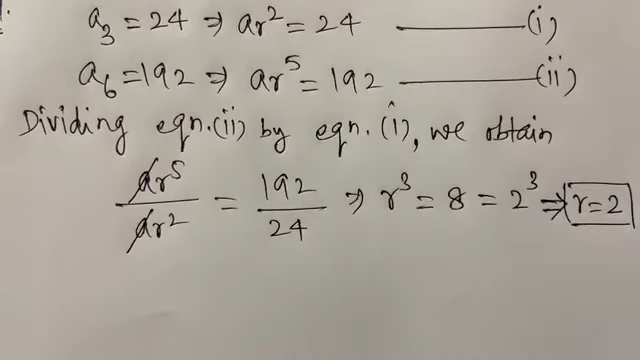 a₃ = 24 ⇒ ar² = 24 ——— (i)
a₆ = 192 ⇒ ar⁵ = 192 ——— (ii)
Dividing eqn.(ii) by eqn. (i), we obtain
ar⁵/ar² = 192/24 ⇒ r³ = 8 = 2³ ⇒ r = 2